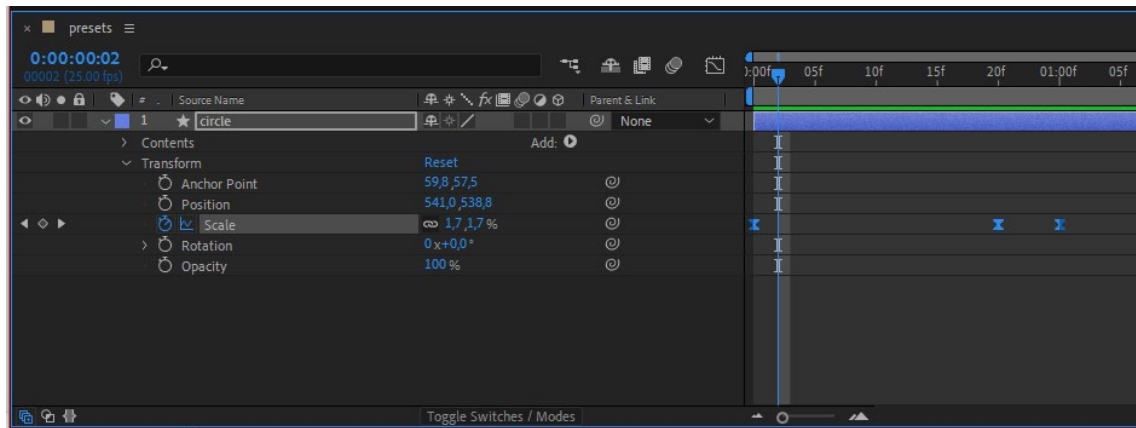 presets
0:00:00:02
00002 (25.00 fps)
):00f 05f 10f 15f 20f 01:00f 05f
# . Source Name Parent & Link
1 circle None
Contents Add:
Transform Reset
Anchor Point 59,8,57,5
Position 541,0,538,8
Scale 1,7,1,7 %
Rotation 0 x+0,0 °
Opacity 100 %
Toggle Switches / Modes